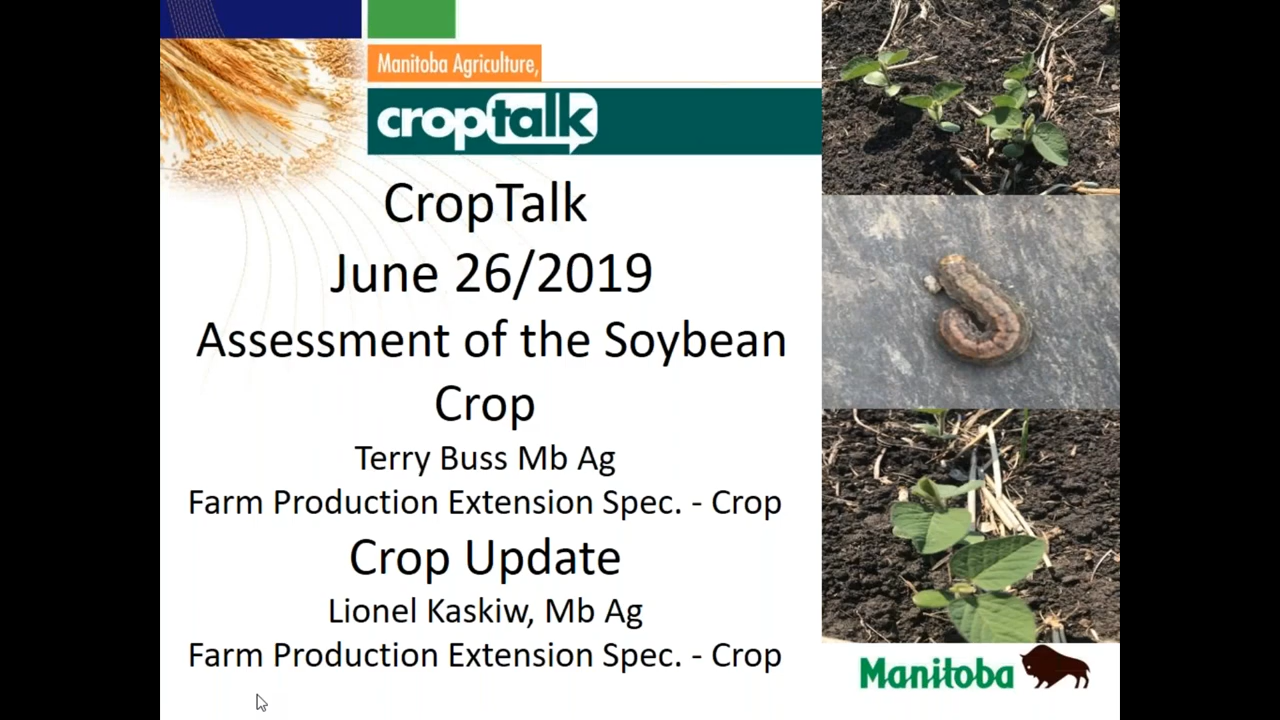 Manitoba Agriculture,
croptalk
CropTalk
June 26/2019
Assessment of the Soybean
Crop
Terry Buss Mb Ag
Farm Production Extension Spec. - Crop
Crop Update
Lionel Kaskiw, Mb Ag
Farm Production Extension Spec. - Crop
Manitoba